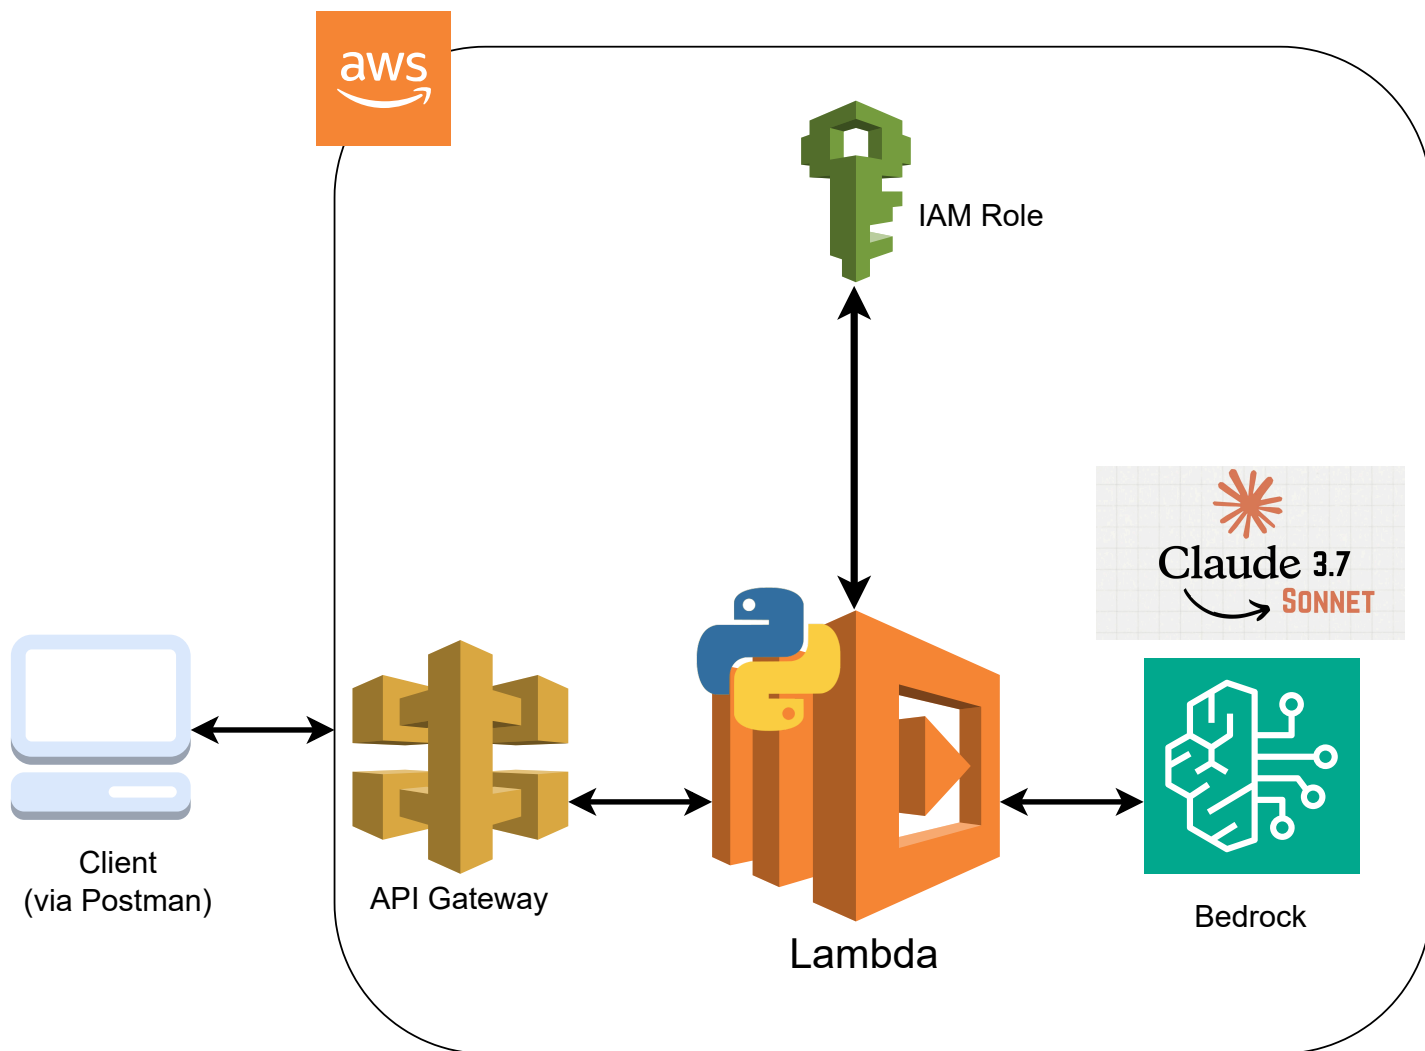 aws
IAM Role
Claude 3.7
SONNET
Client
(via Postman)
API Gateway
Lambda
Bedrock